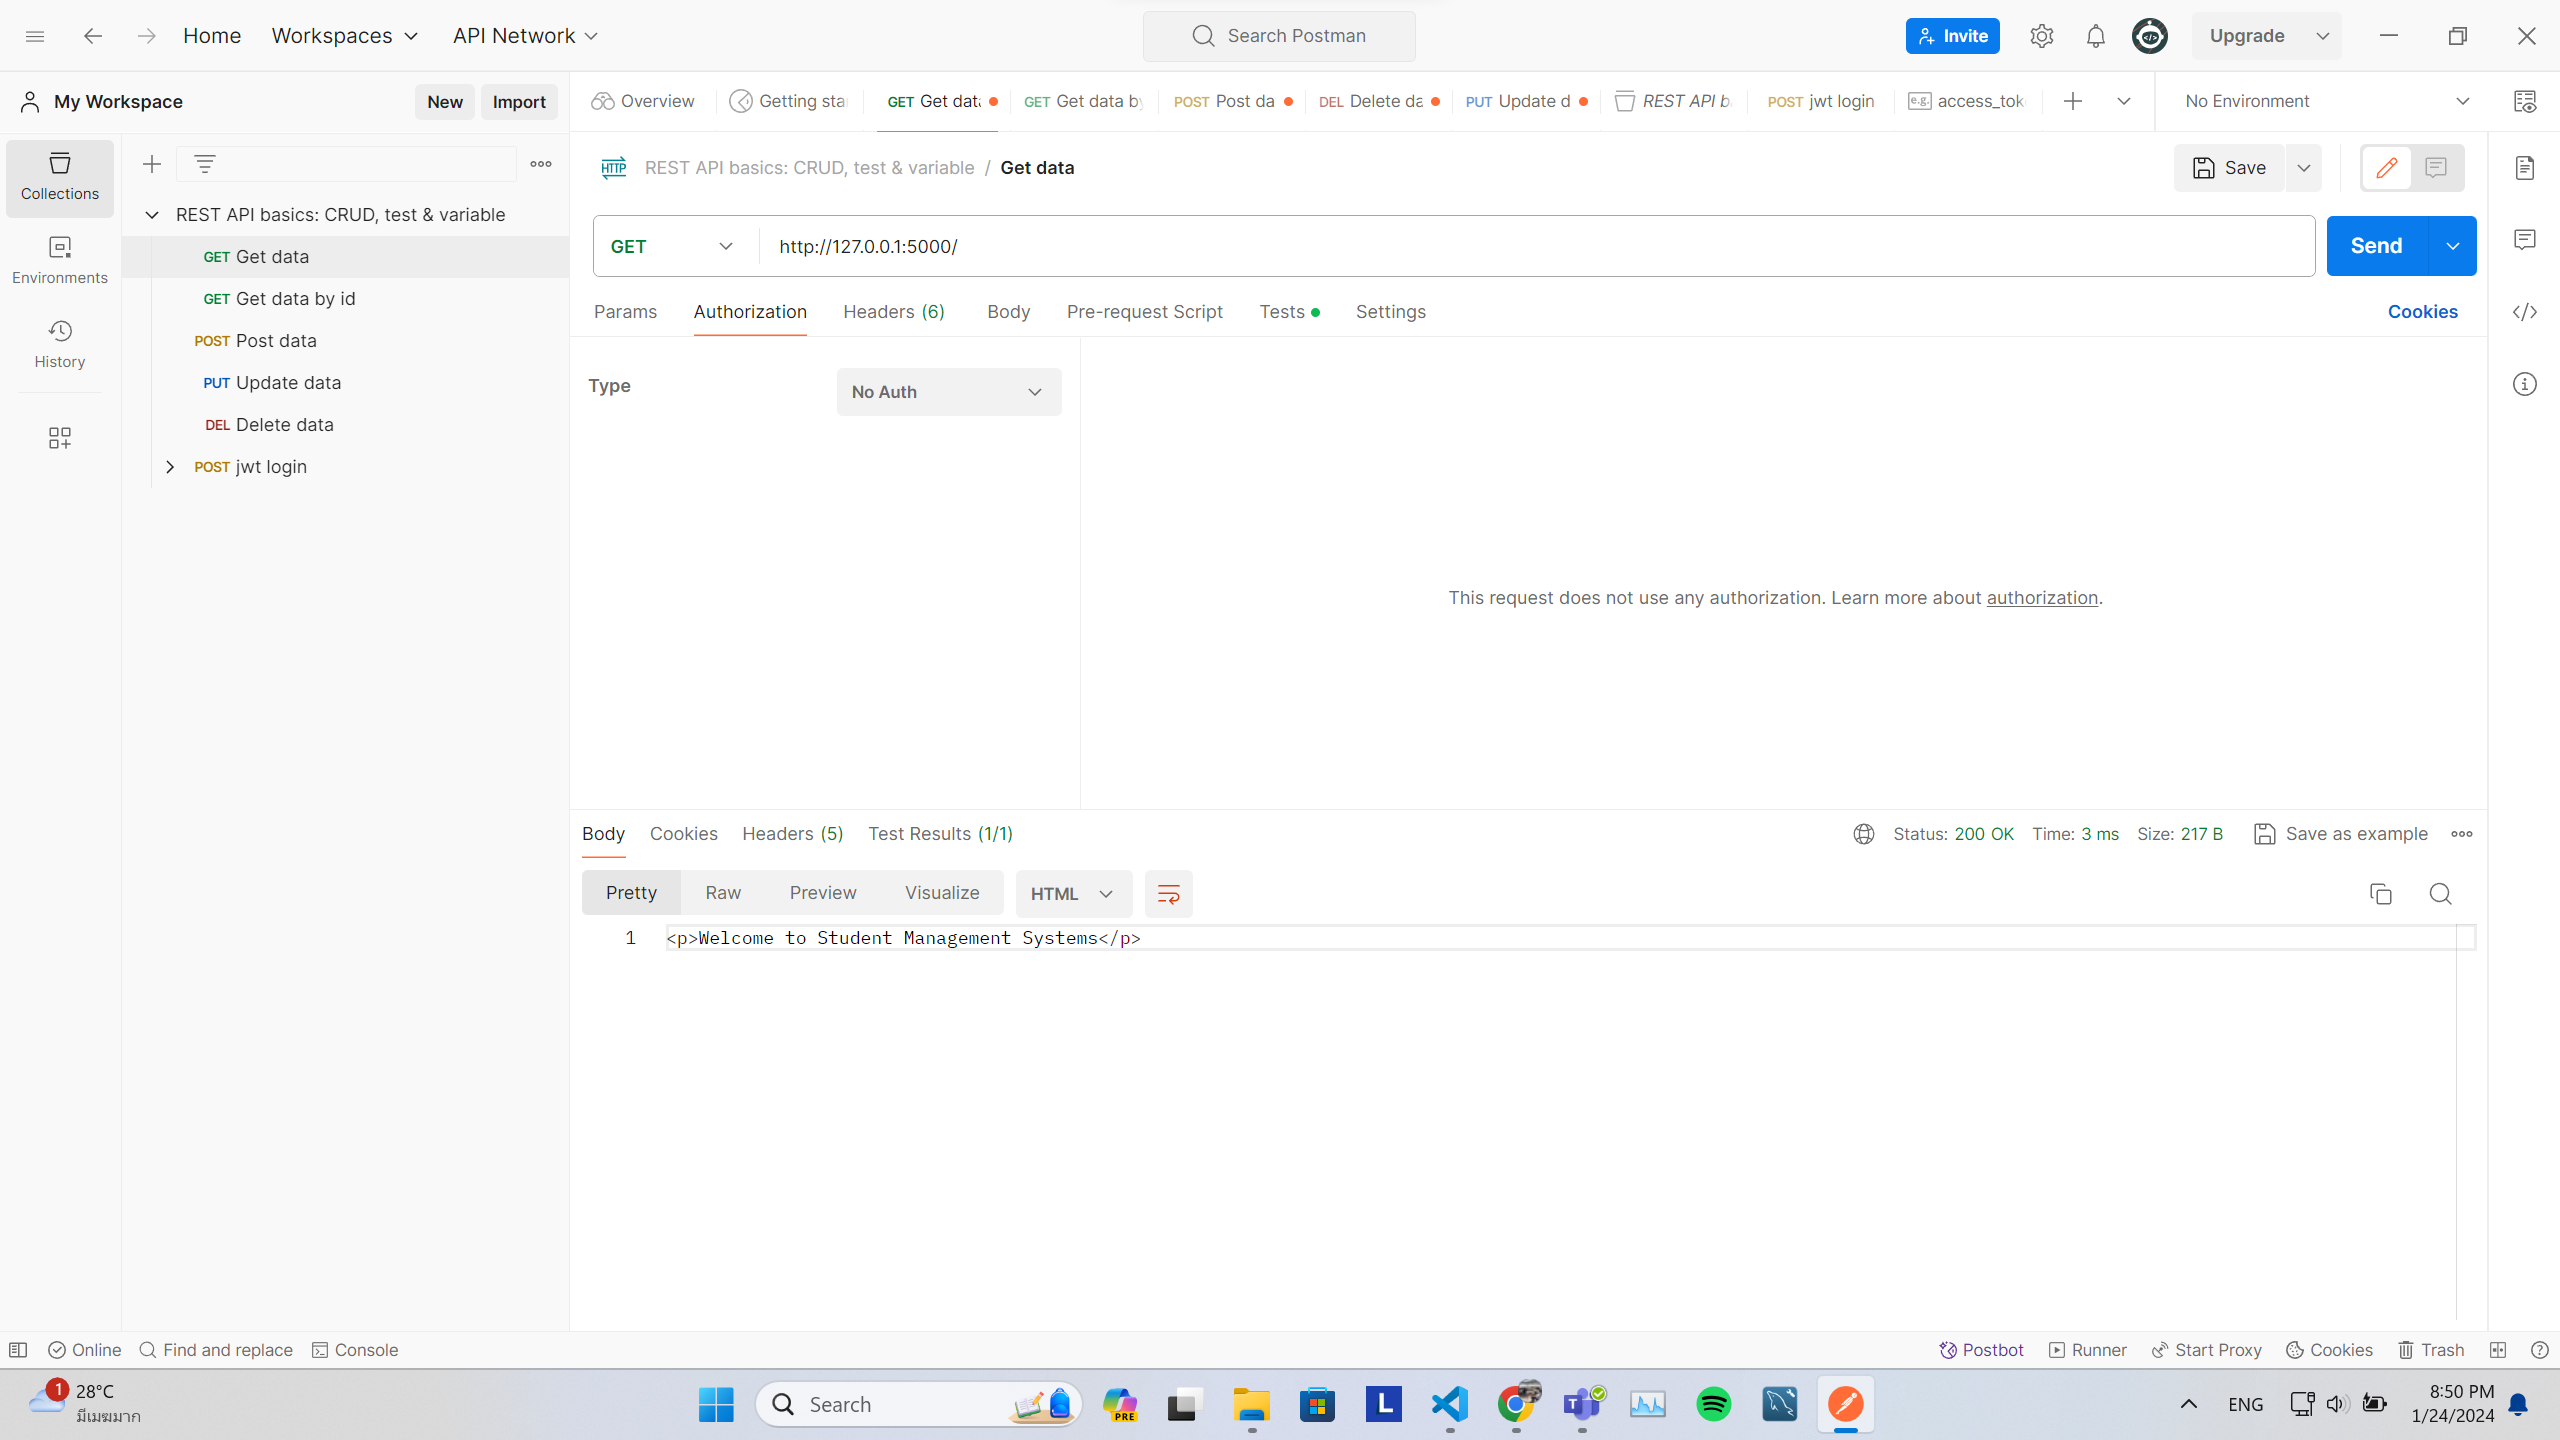 Home Workspaces API Network Search Postman Invite Upgrade
My Workspace New Import Overview Getting star GET Get data GET Get data by POST Post da DEL Delete da PUT Update d REST API b POST jwt login e.g. access_tok No Environment
Collections
Environments
History
REST API basics: CRUD, test & variable
GET Get data
GET Get data by id
POST Post data
PUT Update data
DEL Delete data
POST jwt login
HTTP REST API basics: CRUD, test & variable / Get data Save
GET http://127.0.0.1:5000/ Send
Params Authorization Headers (6) Body Pre-request Script Tests Settings Cookies
Type No Auth
This request does not use any authorization. Learn more about authorization.
Body Cookies Headers (5) Test Results (1/1) Status: 200 OK Time: 3 ms Size: 217 B Save as example
Pretty Raw Preview Visualize HTML
1 <p>Welcome to Student Management Systems</p>
Online Find and replace Console Postbot Runner Start Proxy Cookies Trash
1 28°C
มีเมฆมาก
Search PRE L T ENG
8:50 PM
1/24/2024